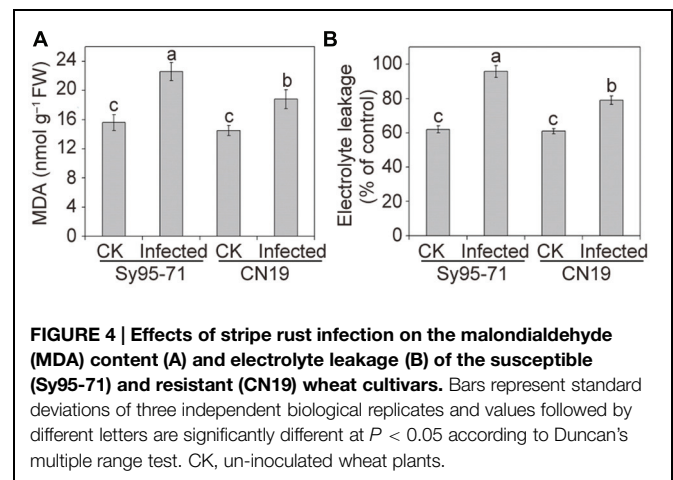 A
MDA (nmol g⁻¹ FW)
24
20
16
12
8
4
0
c
a
c
b
CK Infected CK Infected
Sy95-71 CN19
B
Electrolyte leakage
(% of control)
100
80
60
40
20
0
c
a
c
b
CK Infected CK Infected
Sy95-71 CN19
FIGURE 4 | Effects of stripe rust infection on the malondialdehyde
(MDA) content (A) and electrolyte leakage (B) of the susceptible
(Sy95-71) and resistant (CN19) wheat cultivars. Bars represent standard
deviations of three independent biological replicates and values followed by
different letters are significantly different at P < 0.05 according to Duncan's
multiple range test. CK, un-inoculated wheat plants.